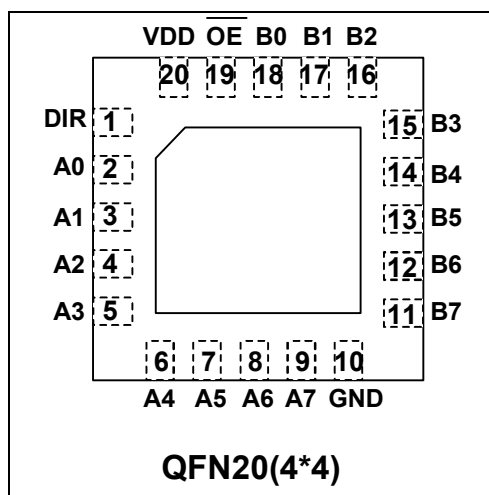 VDD O̅E̅ B0 B1 B2
20 19 18 17 16
DIR 1 15 B3
A0 2 14 B4
A1 3 13 B5
A2 4 12 B6
A3 5 11 B7
6 7 8 9 10
A4 A5 A6 A7 GND
QFN20(4*4)